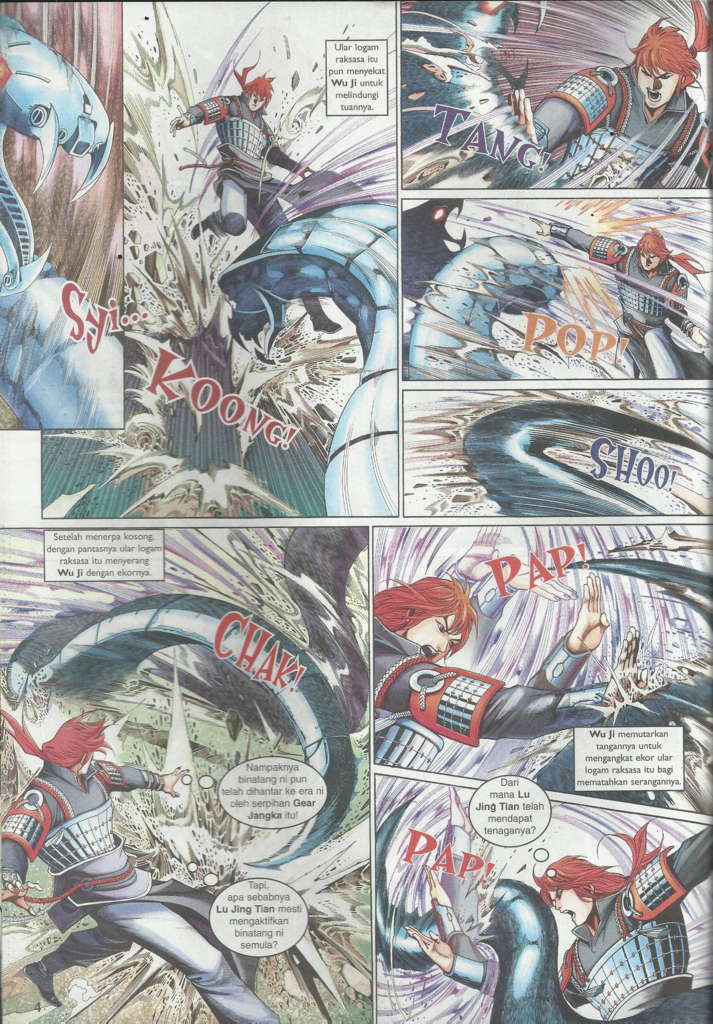 Ular logam
raksasa itu
pun menyekat
Wu Ji untuk
melindungi
tuannya.
Syi...
KOONG!
TANG!
POP!
SHOO!
Setelah menerpa kosong,
dengan pantasnya ular logam
raksasa itu menyerang
Wu Ji dengan ekornya.
CHAK!
Nampaknya
binatang ni pun
telah dihantar ke era ni
oleh serpihan Gear
Jangka itu!
Tapi,
apa sebabnya
Lu Jing Tian mesti
mengaktifkan
binatang ni
semula?
PAP!
Wu Ji memutarkan
tangannya untuk
mengangkat ekor ular
logam raksasa itu bagi
mematahkan serangannya.
Dari
mana Lu
Jing Tian telah
mendapat
tenaganya?
PAP!
4